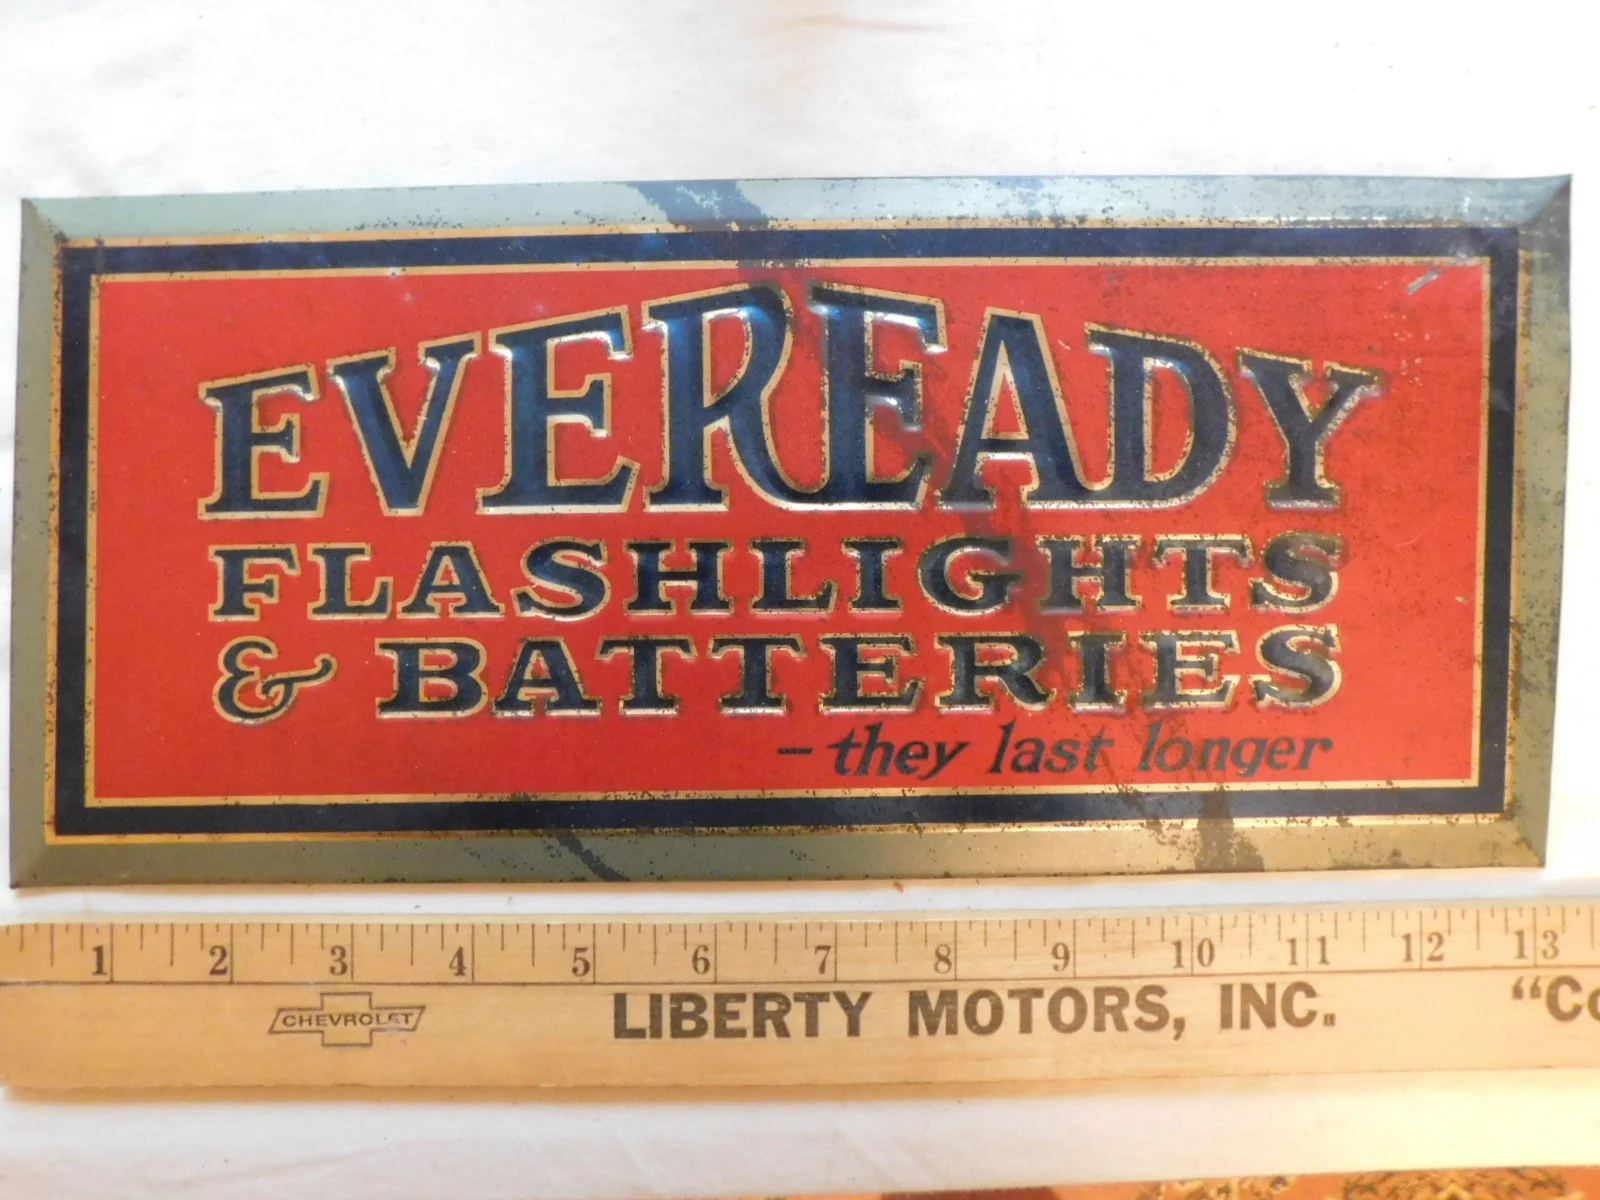 EVEREADY
FLASHLIGHTS
& BATTERIES
- they last longer
1 2 3 4 5 6 7 8 9 10 11 12 13
CHEVROLET LIBERTY MOTORS, INC. "Co